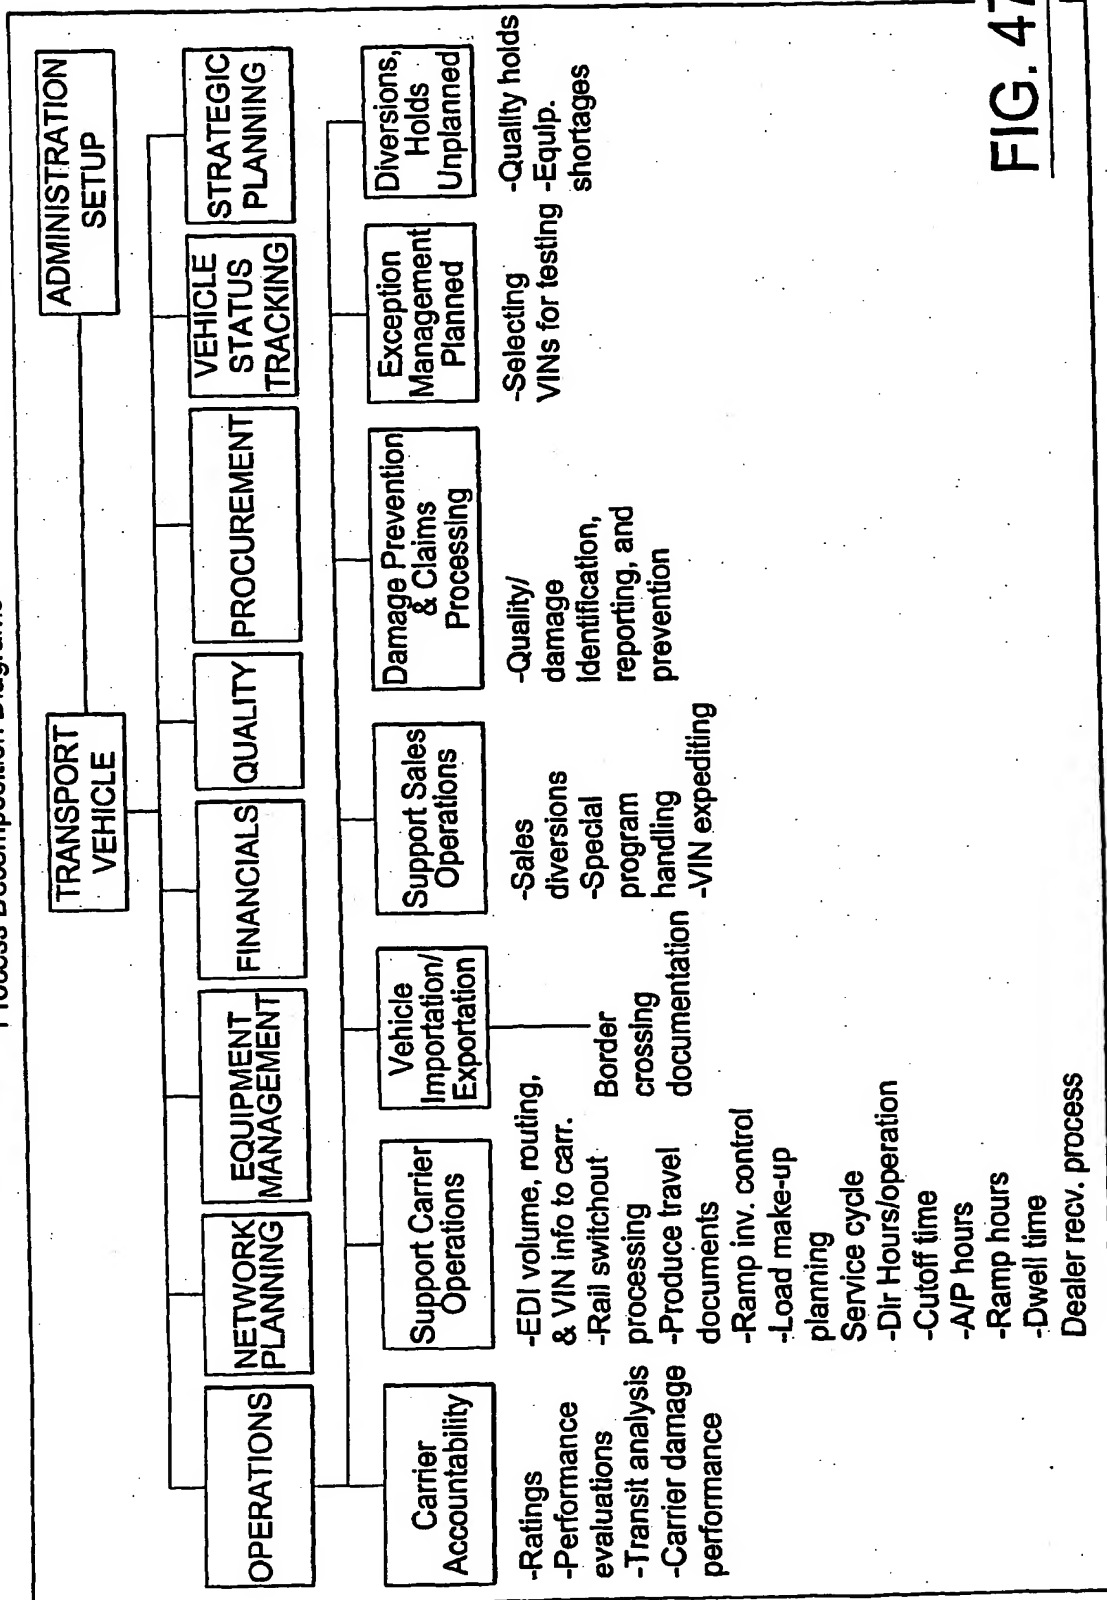 Process Decomposition Diagrams
TRANSPORT
VEHICLE
ADMINISTRATION
SETUP
OPERATIONS
NETWORK
PLANNING
EQUIPMENT
MANAGEMENT
FINANCIALS
QUALITY
PROCUREMENT
VEHICLE
STATUS
TRACKING
STRATEGIC
PLANNING
Carrier
Accountability
-Ratings
-Performance
evaluations
-Transit analysis
-Carrier damage
performance
Support Carrier
Operations
-EDI volume, routing,
& VIN info to carr.
-Rail switchout
processing
-Produce travel
documents
-Ramp inv. control
-Load make-up
planning
Service cycle
-Dlr Hours/operation
-Cutoff time
-A/P hours
-Ramp hours
-Dwell time
Dealer recv. process
Vehicle
Importation/
Exportation
Border
crossing
documentation
Support Sales
Operations
-Sales
diversions
-Special
program
handling
-VIN expediting
Damage Prevention
& Claims
Processing
-Quality/
damage
identification,
reporting, and
prevention
Exception
Management
Planned
-Selecting
VINs for testing
Diversions,
Holds
Unplanned
-Quality holds
-Equip.
shortages
FIG. 47